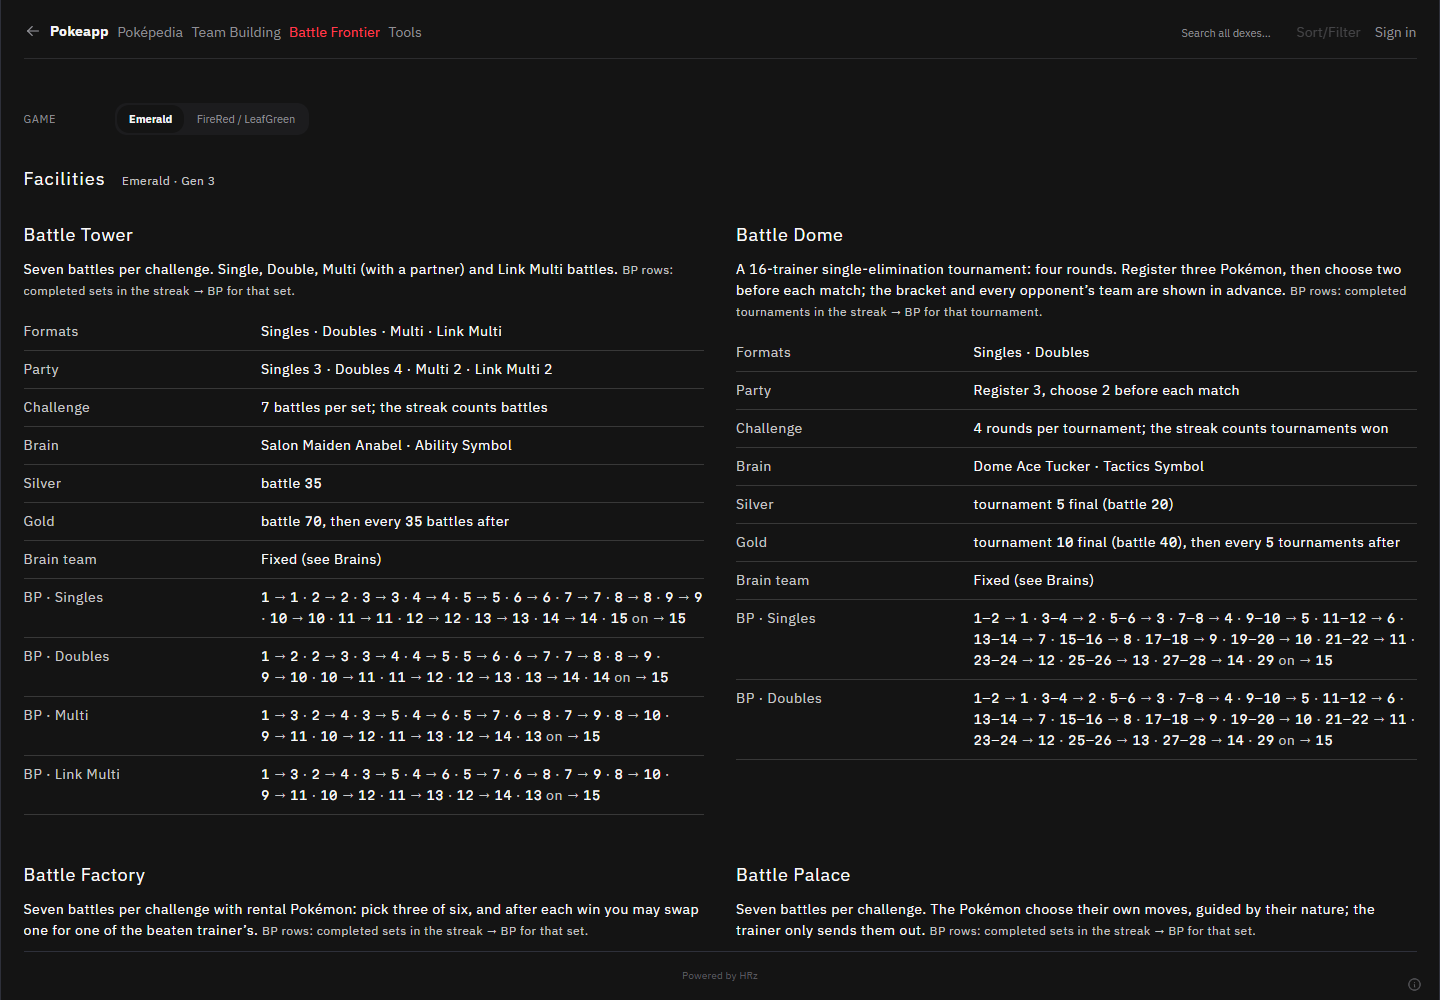 ← Pokeapp Poképedia Team Building Battle Frontier Tools Search all dexes... Sort/Filter Sign in
GAME Emerald FireRed / LeafGreen
Facilities Emerald · Gen 3
Battle Tower
Seven battles per challenge. Single, Double, Multi (with a partner) and Link Multi battles. BP rows:
completed sets in the streak → BP for that set.
Formats Singles · Doubles · Multi · Link Multi
Party Singles 3 · Doubles 4 · Multi 2 · Link Multi 2
Challenge 7 battles per set; the streak counts battles
Brain Salon Maiden Anabel · Ability Symbol
Silver battle 35
Gold battle 70, then every 35 battles after
Brain team Fixed (see Brains)
BP · Singles 1 → 1 · 2 → 2 · 3 → 3 · 4 → 4 · 5 → 5 · 6 → 6 · 7 → 7 · 8 → 8 · 9 → 9
· 10 → 10 · 11 → 11 · 12 → 12 · 13 → 13 · 14 → 14 · 15 on → 15
BP · Doubles 1 → 2 · 2 → 3 · 3 → 4 · 4 → 5 · 5 → 6 · 6 → 7 · 7 → 8 · 8 → 9 ·
9 → 10 · 10 → 11 · 11 → 12 · 12 → 13 · 13 → 14 · 14 on → 15
BP · Multi 1 → 3 · 2 → 4 · 3 → 5 · 4 → 6 · 5 → 7 · 6 → 8 · 7 → 9 · 8 → 10 ·
9 → 11 · 10 → 12 · 11 → 13 · 12 → 14 · 13 on → 15
BP · Link Multi 1 → 3 · 2 → 4 · 3 → 5 · 4 → 6 · 5 → 7 · 6 → 8 · 7 → 9 · 8 → 10 ·
9 → 11 · 10 → 12 · 11 → 13 · 12 → 14 · 13 on → 15
Battle Dome
A 16-trainer single-elimination tournament: four rounds. Register three Pokémon, then choose two
before each match; the bracket and every opponent’s team are shown in advance. BP rows: completed
tournaments in the streak → BP for that tournament.
Formats Singles · Doubles
Party Register 3, choose 2 before each match
Challenge 4 rounds per tournament; the streak counts tournaments won
Brain Dome Ace Tucker · Tactics Symbol
Silver tournament 5 final (battle 20)
Gold tournament 10 final (battle 40), then every 5 tournaments after
Brain team Fixed (see Brains)
BP · Singles 1–2 → 1 · 3–4 → 2 · 5–6 → 3 · 7–8 → 4 · 9–10 → 5 · 11–12 → 6 ·
13–14 → 7 · 15–16 → 8 · 17–18 → 9 · 19–20 → 10 · 21–22 → 11 ·
23–24 → 12 · 25–26 → 13 · 27–28 → 14 · 29 on → 15
BP · Doubles 1–2 → 1 · 3–4 → 2 · 5–6 → 3 · 7–8 → 4 · 9–10 → 5 · 11–12 → 6 ·
13–14 → 7 · 15–16 → 8 · 17–18 → 9 · 19–20 → 10 · 21–22 → 11 ·
23–24 → 12 · 25–26 → 13 · 27–28 → 14 · 29 on → 15
Battle Factory
Seven battles per challenge with rental Pokémon: pick three of six, and after each win you may swap
one for one of the beaten trainer’s. BP rows: completed sets in the streak → BP for that set.
Battle Palace
Seven battles per challenge. The Pokémon choose their own moves, guided by their nature; the
trainer only sends them out. BP rows: completed sets in the streak → BP for that set.
Powered by HRz